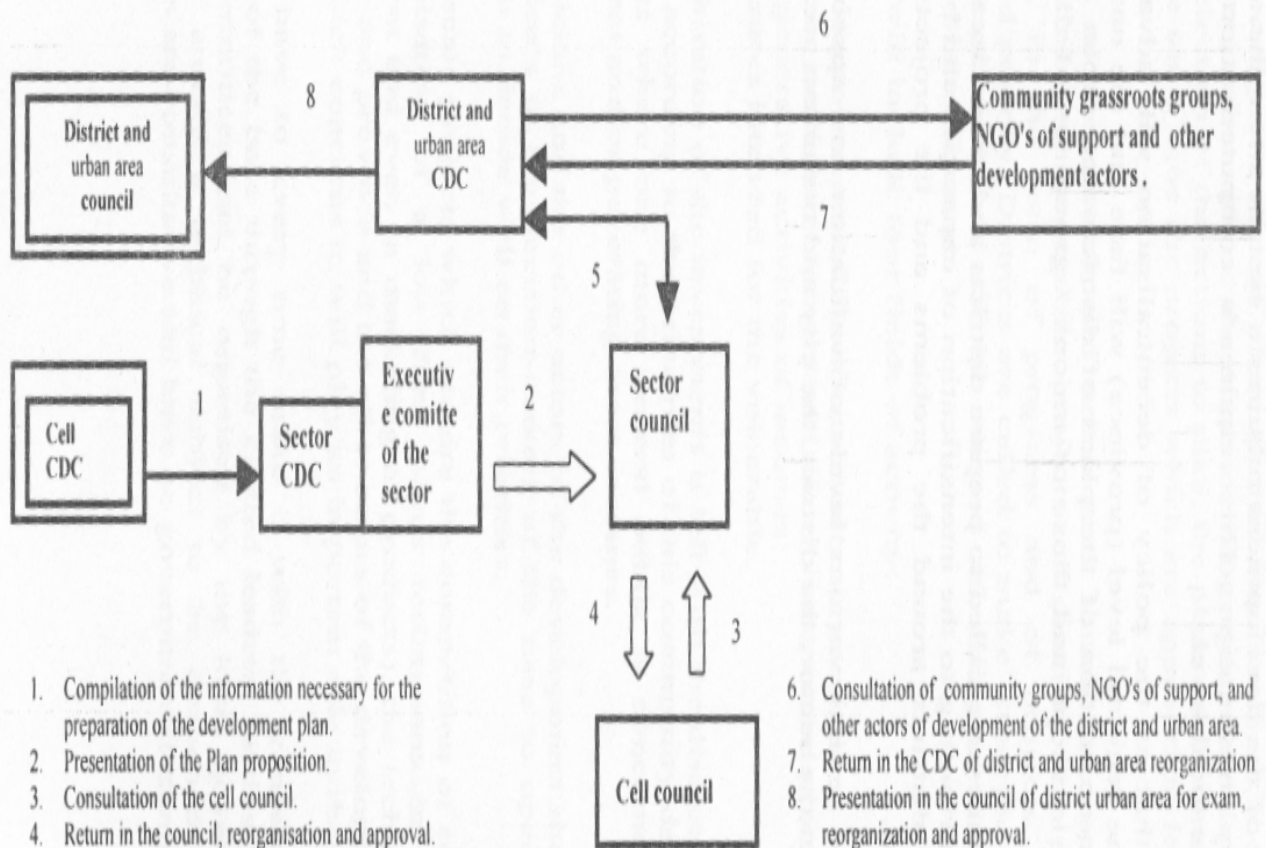 6
8
District and
urban area
council
District and
urban area
CDC
Community grassroots groups,
NGO's of support and other
development actors .
7
5
1
Cell
CDC
Sector
CDC
Executiv
e comitte
of the
sector
2
Sector
council
4
3
Cell council
1. Compilation of the information necessary for the
preparation of the development plan.
2. Presentation of the Plan proposition.
3. Consultation of the cell council.
4. Return in the council, reorganisation and approval.
6. Consultation of community groups, NGO's of support, and
other actors of development of the district and urban area.
7. Return in the CDC of district and urban area reorganization
8. Presentation in the council of district urban area for exam,
reorganization and approval.